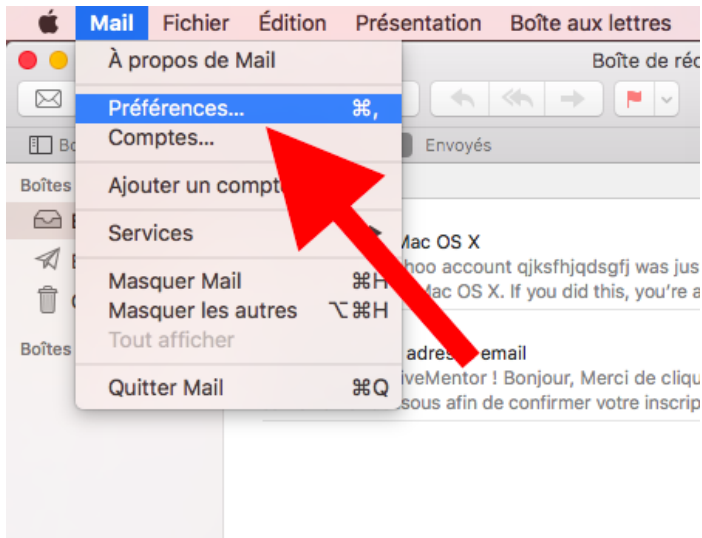 Mail Fichier Édition Présentation Boîte aux lettres
Boîte de réc
À propos de Mail
Préférences... ⌘,
Comptes...
Envoyés
Ajouter un compt
Boîtes
Services
Mac OS X
hoo account qjksfhjqdsgfj was jus
Mac OS X. If you did this, you're a
Masquer Mail ⌘H
Masquer les autres ⌥⌘H
Tout afficher
Boîtes
adres email
iveMentor ! Bonjour, Merci de cliqu
sous afin de confirmer votre inscrip
Quitter Mail ⌘Q